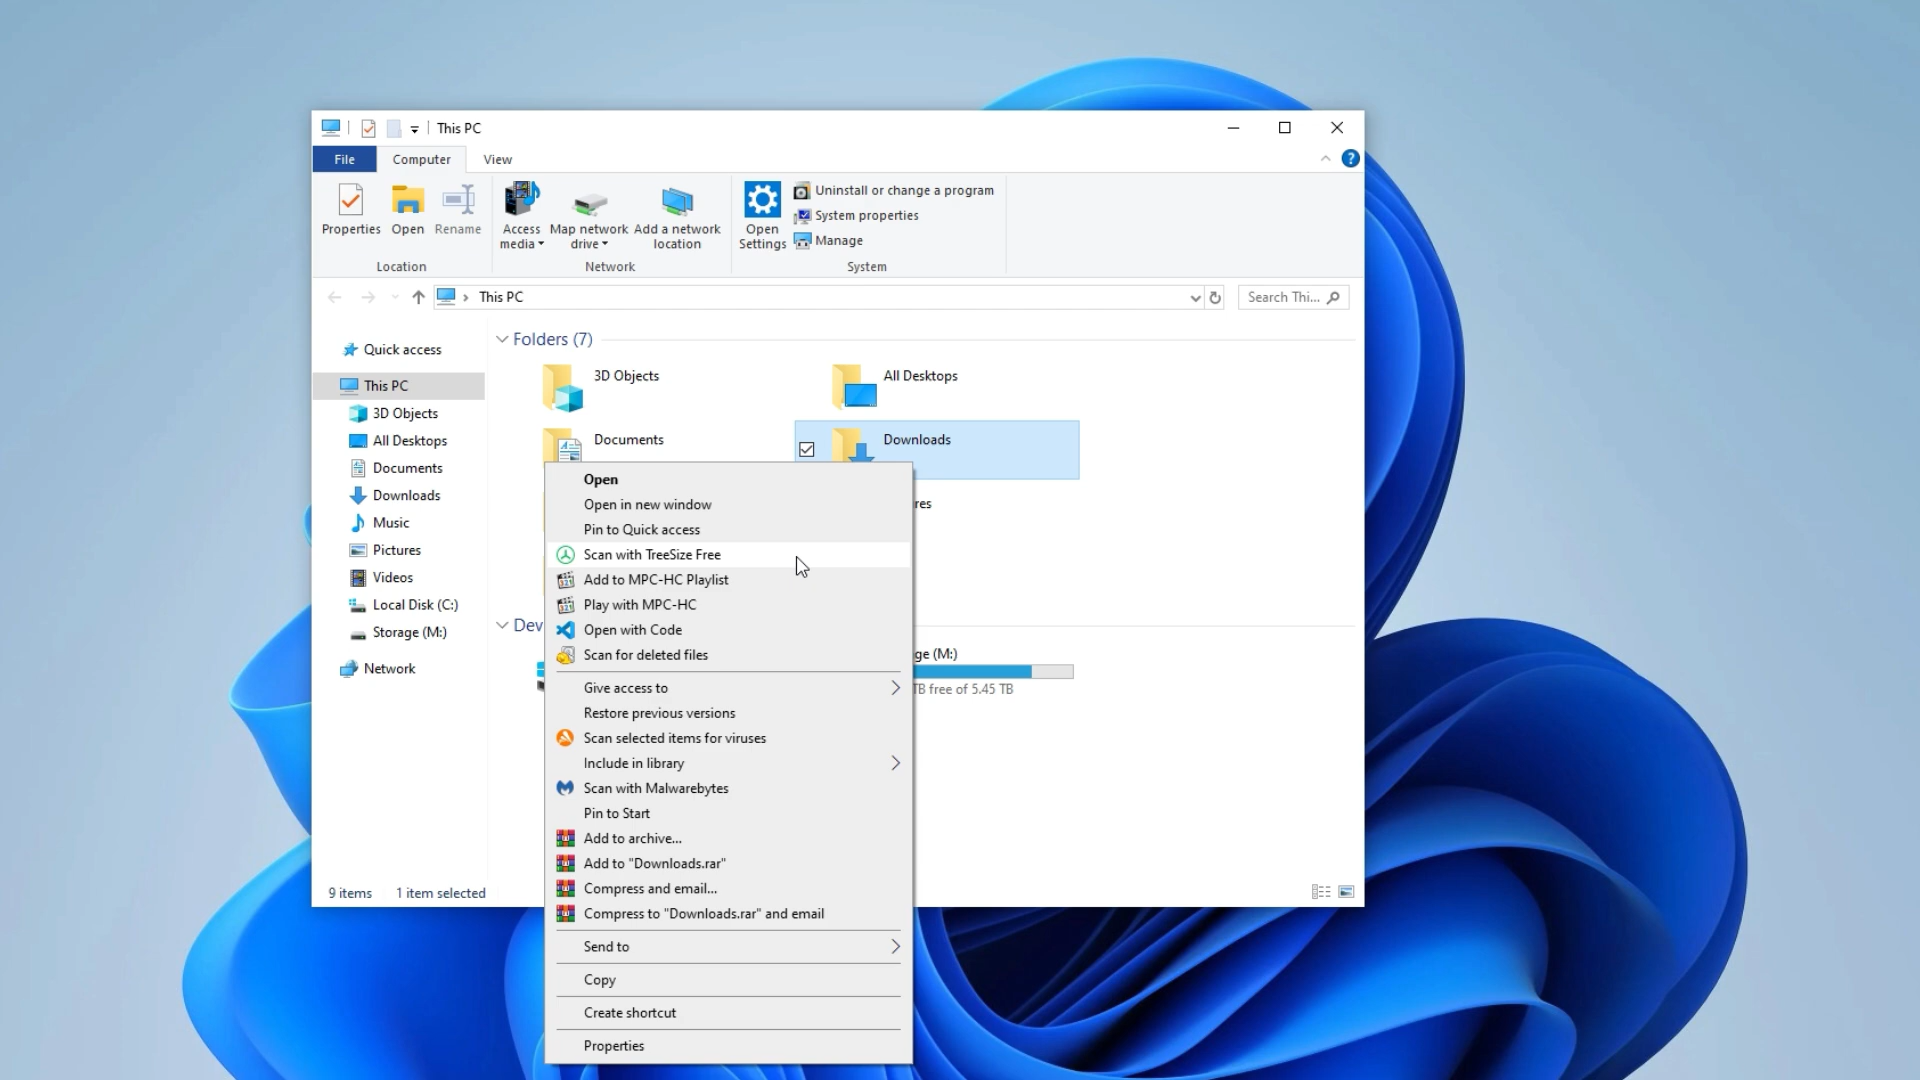 This PC
File
Computer
View
Properties
Open
Rename
Access media
Map network drive
Add a network location
Open Settings
Uninstall or change a program
System properties
Manage
Location
Network
System
This PC
Search Thi...
Quick access
This PC
3D Objects
All Desktops
Documents
Downloads
Music
Pictures
Videos
Local Disk (C:)
Storage (M:)
Network
Folders (7)
3D Objects
All Desktops
Documents
Downloads
res
Dev
ge (M:)
TB free of 5.45 TB
Open
Open in new window
Pin to Quick access
Scan with TreeSize Free
Add to MPC-HC Playlist
Play with MPC-HC
Open with Code
Scan for deleted files
Give access to
Restore previous versions
Scan selected items for viruses
Include in library
Scan with Malwarebytes
Pin to Start
Add to archive...
Add to "Downloads.rar"
Compress and email...
Compress to "Downloads.rar" and email
Send to
Copy
Create shortcut
Properties
9 items
1 item selected